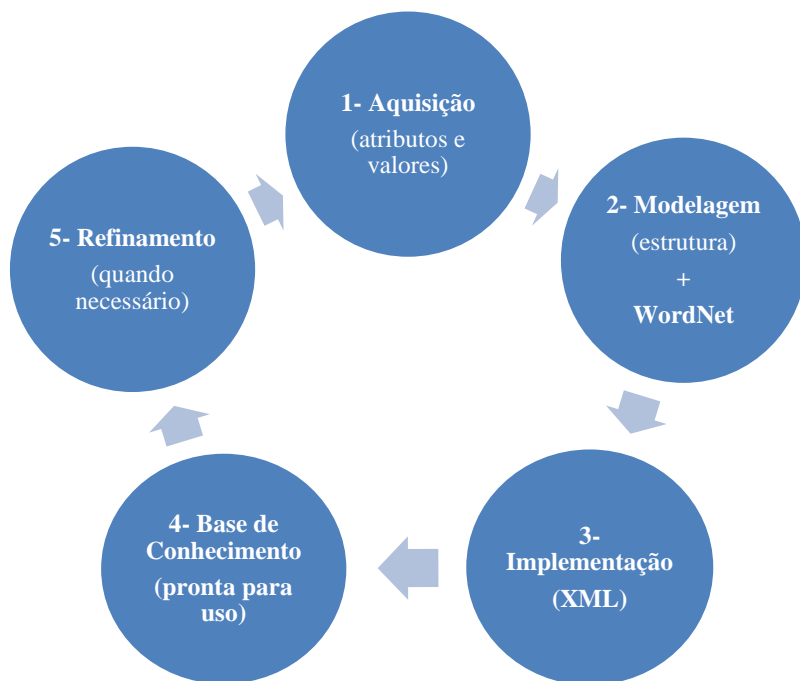 1- Aquisição
(atributos e
valores)
2- Modelagem
(estrutura)
+
WordNet
3-
Implementação
(XML)
4- Base de
Conhecimento
(pronta para
uso)
5- Refinamento
(quando
necessário)